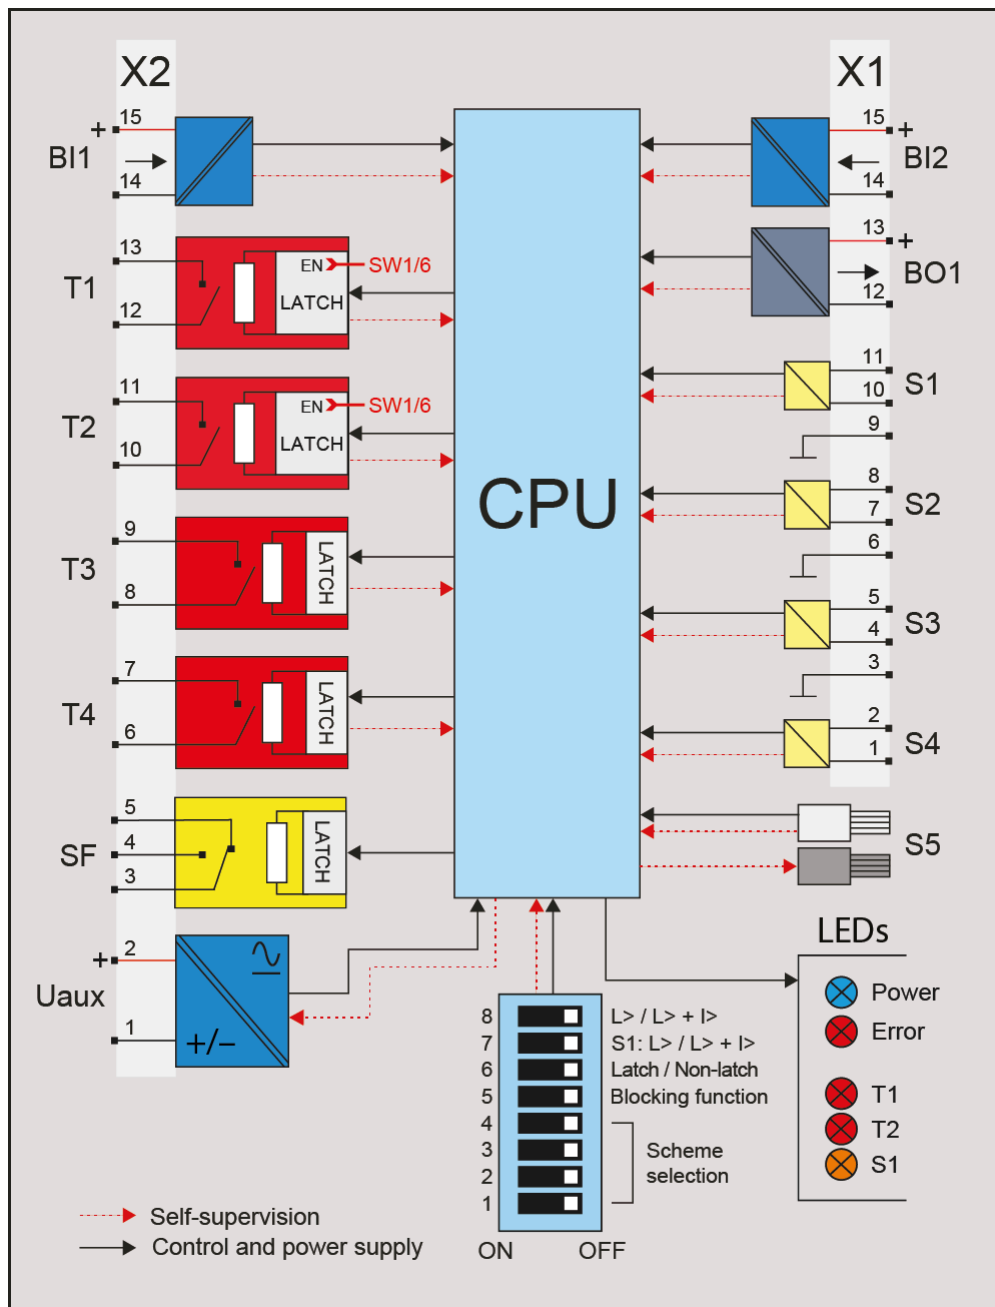 X2
X1
15
+
BI1
14
15
+
BI2
14
13
T1
12
EN
SW1/6
LATCH
13
+
BO1
12
11
T2
10
EN
SW1/6
LATCH
11
S1
10
9
CPU
8
S2
7
6
9
T3
8
LATCH
5
S3
4
3
7
T4
6
LATCH
2
S4
1
5
SF
4
3
LATCH
S5
2
+
Uaux
1
+/−
LEDs
Power
Error
T1
T2
S1
8 L> / L> + I>
7 S1: L> / L> + I>
6 Latch / Non-latch
5 Blocking function
4
3 Scheme
2 selection
1
ON OFF
Self-supervision
Control and power supply